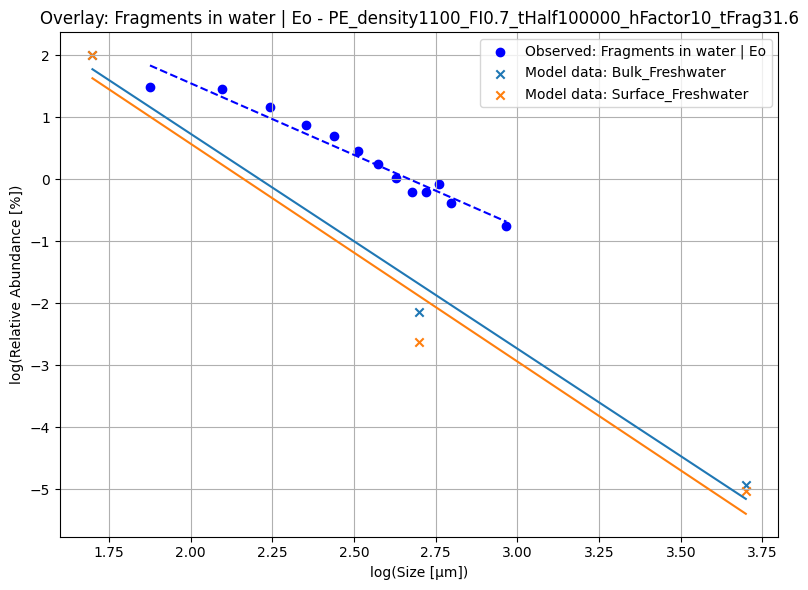 Overlay: Fragments in water | Eo - PE_density1100_FI0.7_tHalf100000_hFactor10_tFrag31.6
Observed: Fragments in water | Eo
Model data: Bulk_Freshwater
Model data: Surface_Freshwater
log(Relative Abundance [%])
2
1
0
−1
−2
−3
−4
−5
1.75 2.00 2.25 2.50 2.75 3.00 3.25 3.50 3.75
log(Size [μm])